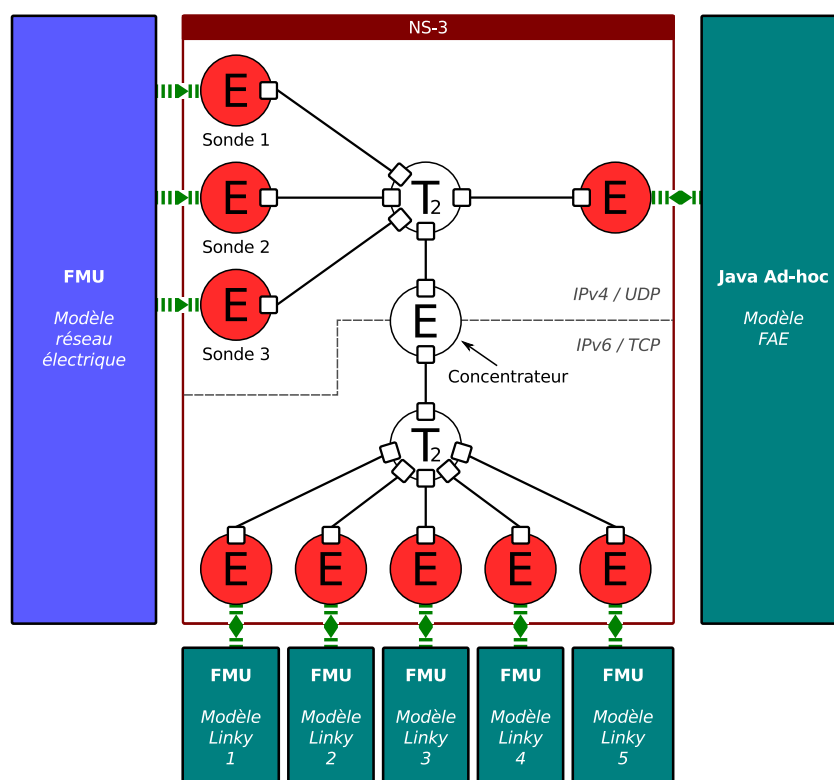 NS-3
E
Sonde 1
E
Sonde 2
E
Sonde 3
T2
E
FMU
Modèle
réseau
électrique
Java Ad-hoc
Modèle
FAE
IPv4 / UDP
E
IPv6 / TCP
Concentrateur
T2
E
E
E
E
E
FMU
Modèle
Linky
1
FMU
Modèle
Linky
2
FMU
Modèle
Linky
3
FMU
Modèle
Linky
4
FMU
Modèle
Linky
5